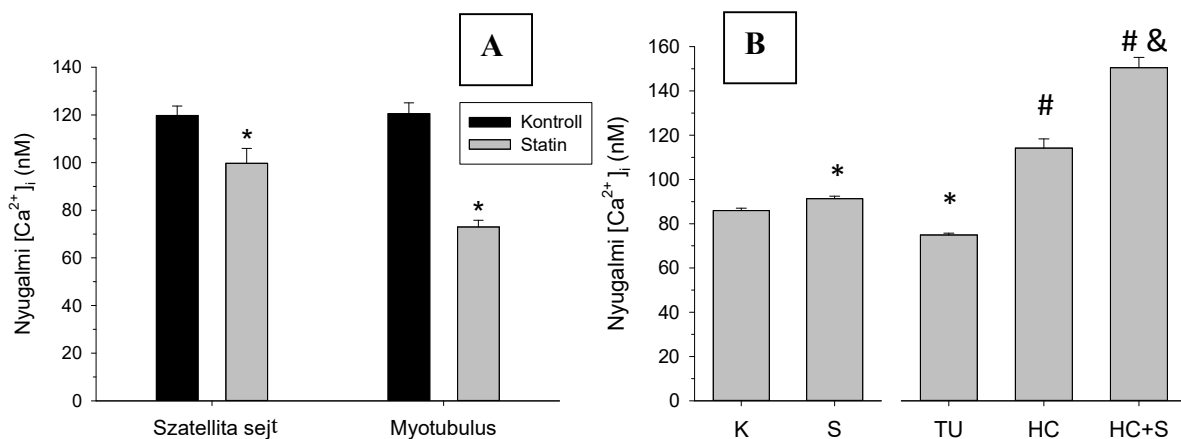 A
Nyugalmi [Ca²⁺]ᵢ (nM)
140
120
100
80
60
40
20
0
*
*
Kontroll
Statin
Szatellita sejt
Myotubulus
B
Nyugalmi [Ca²⁺]ᵢ (nM)
160
140
120
100
80
60
40
20
0
*
*
#
# &
K
S
TU
HC
HC+S